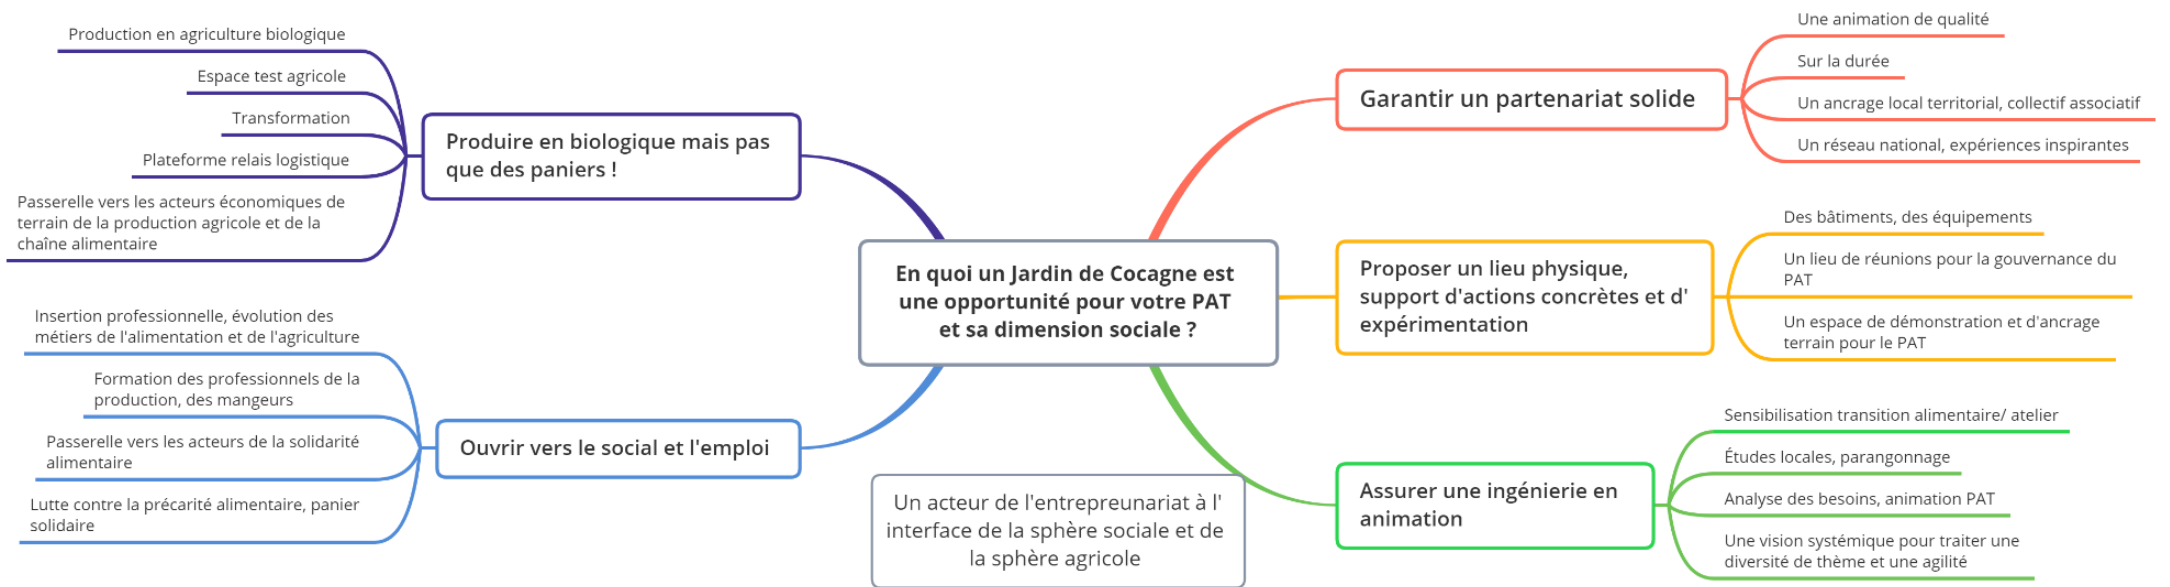 Production en agriculture biologique
Espace test agricole
Transformation
Plateforme relais logistique
Passerelle vers les acteurs économiques de
terrain de la production agricole et de la
chaîne alimentaire
Produire en biologique mais pas
que des paniers !
Insertion professionnelle, évolution des
métiers de l'alimentation et de l'agriculture
Formation des professionnels de la
production, des mangeurs
Passerelle vers les acteurs de la solidarité
alimentaire
Lutte contre la précarité alimentaire, panier
solidaire
Ouvrir vers le social et l'emploi
En quoi un Jardin de Cocagne est
une opportunité pour votre PAT
et sa dimension sociale ?
Un acteur de l'entrepreunariat à l'
interface de la sphère sociale et de
la sphère agricole
Garantir un partenariat solide
Une animation de qualité
Sur la durée
Un ancrage local territorial, collectif associatif
Un réseau national, expériences inspirantes
Proposer un lieu physique,
support d'actions concrètes et d'
expérimentation
Des bâtiments, des équipements
Un lieu de réunions pour la gouvernance du
PAT
Un espace de démonstration et d'ancrage
terrain pour le PAT
Assurer une ingénierie en
animation
Sensibilisation transition alimentaire/ atelier
Études locales, parangonnage
Analyse des besoins, animation PAT
Une vision systémique pour traiter une
diversité de thème et une agilité